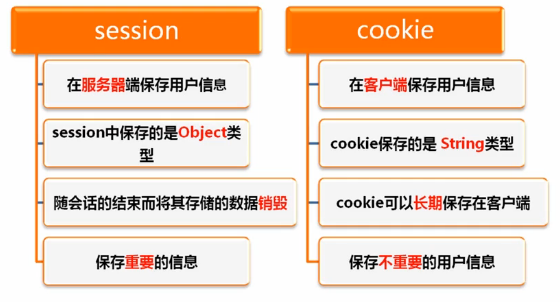 session
在服务器端保存用户信息
session中保存的是Object类
型
随会话的结束而将其存储的数据销毁
保存重要的信息
cookie
在客户端保存用户信息
cookie保存的是 String类型
cookie可以长期保存在客户端
保存不重要的用户信息